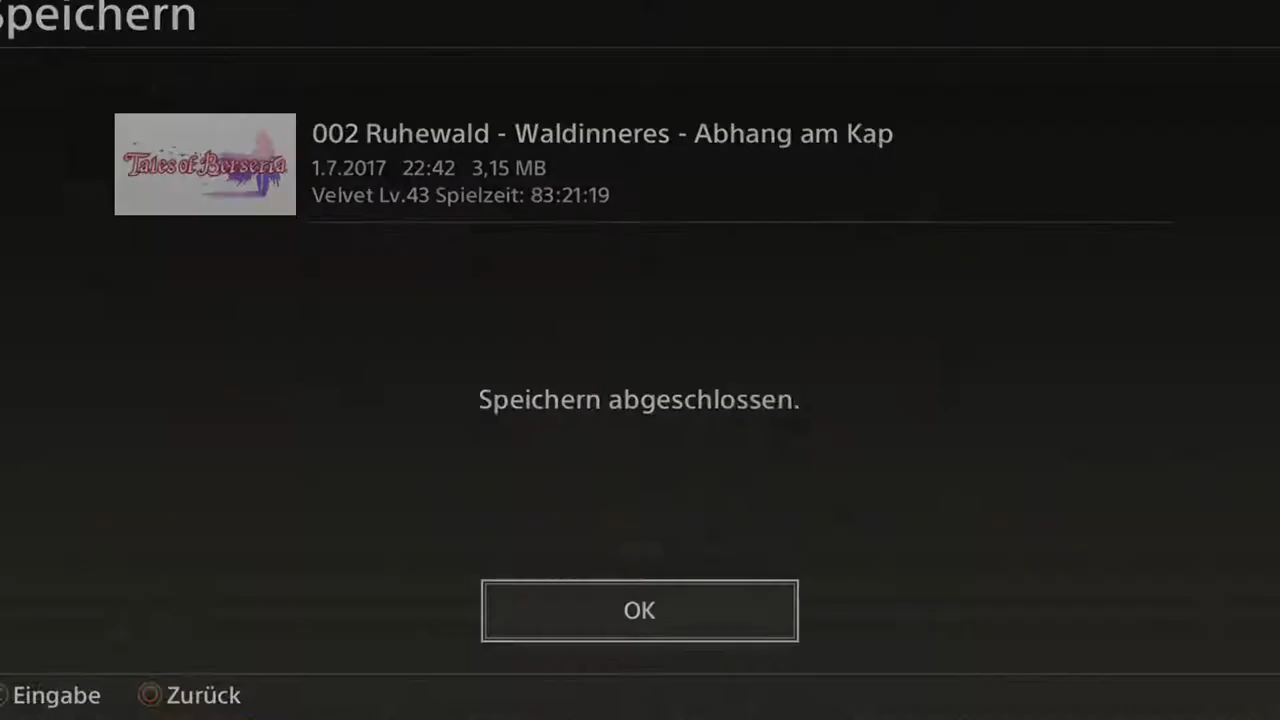 Speichern
Tales of Berseria
002 Ruhewald - Waldinneres - Abhang am Kap
1.7.2017 22:42 3,15 MB
Velvet Lv.43 Spielzeit: 83:21:19
Speichern abgeschlossen.
OK
Eingabe Zurück